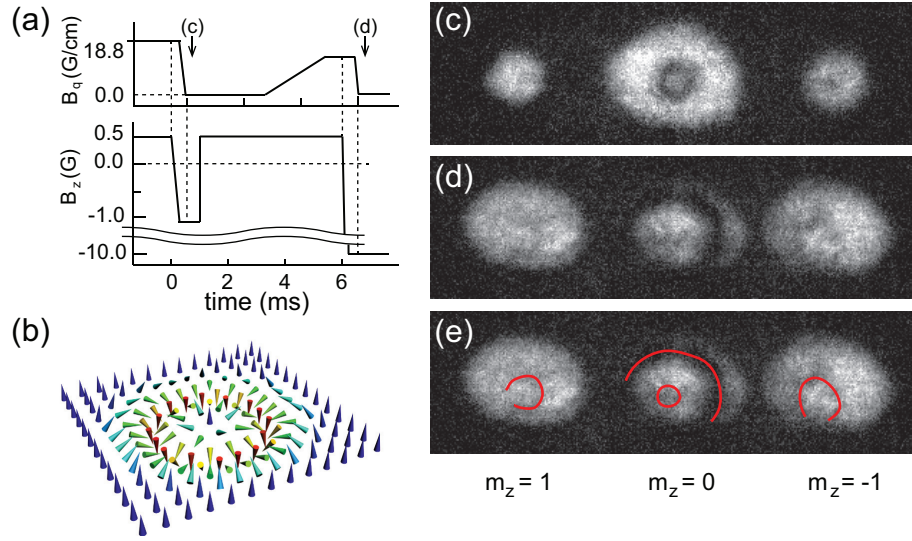 (a)
(c)
(d)
B_q (G/cm)
18.8
0.0
B_z (G)
0.5
0.0
-1.0
-10.0
0 2 4 6
time (ms)
(b)
(c)
(d)
(e)
m_z = 1 m_z = 0 m_z = -1